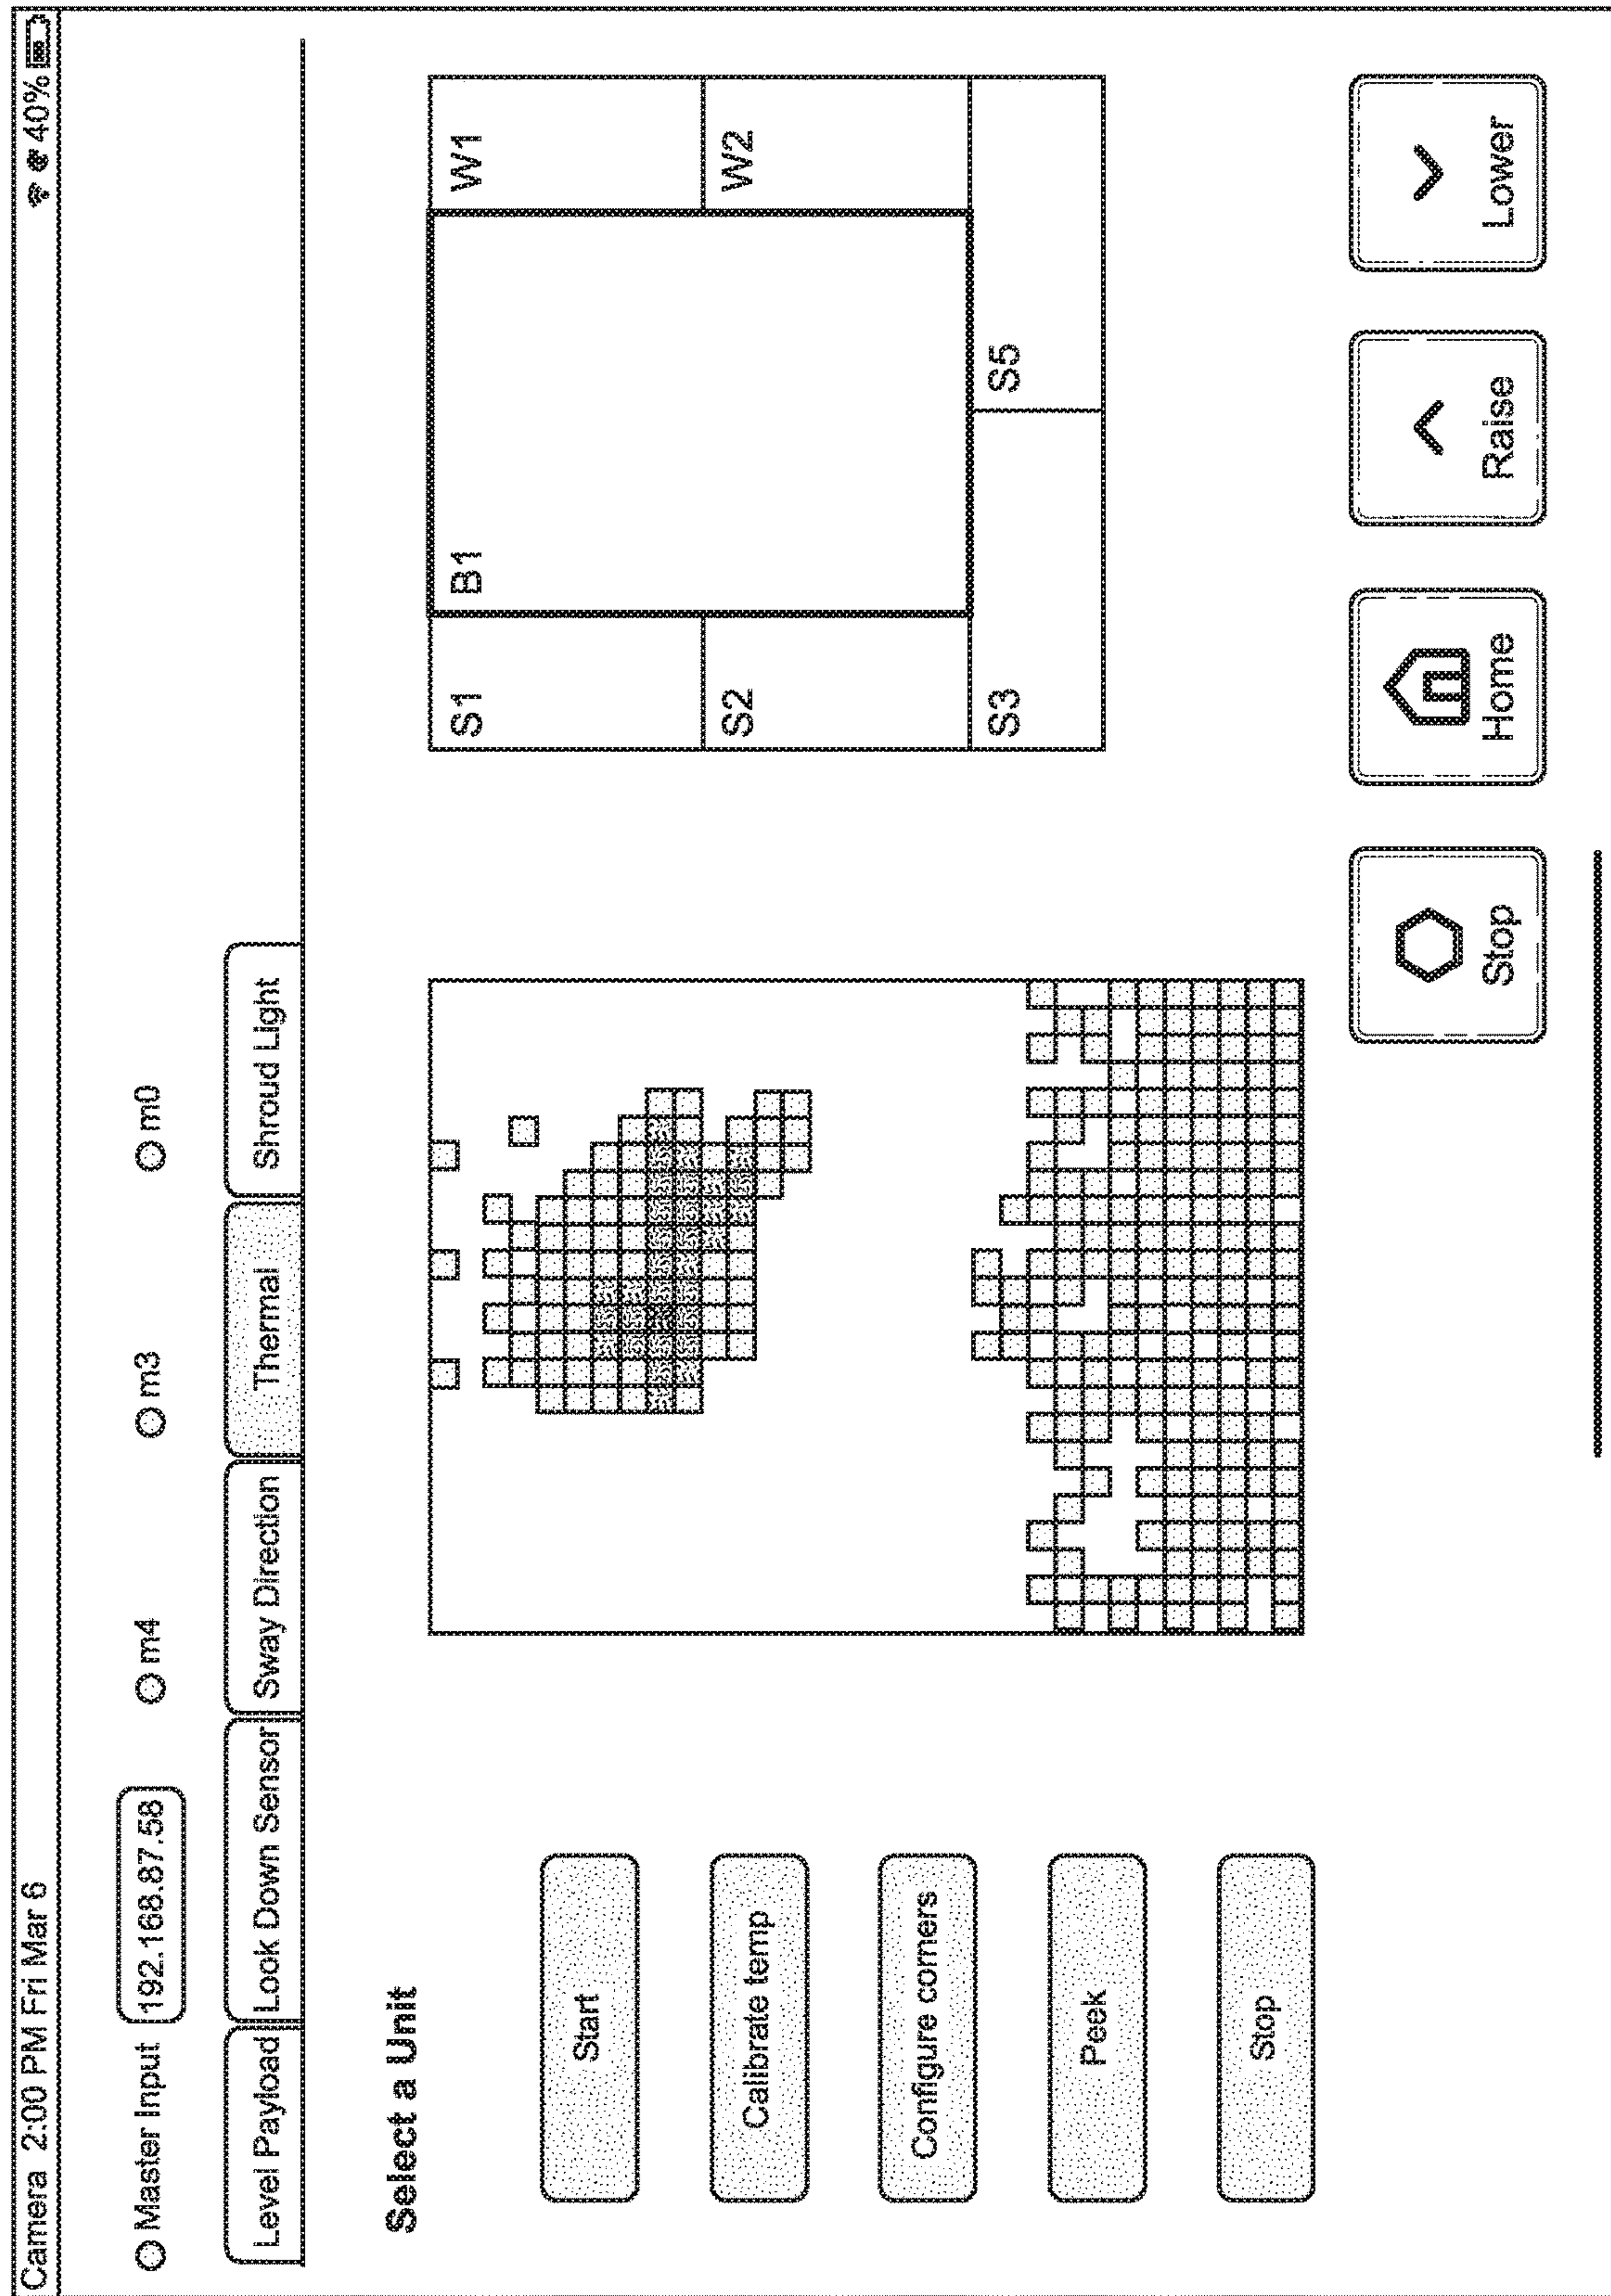 Camera 2:00 PM Fri Mar 6 40%
Master Input 192.168.87.58 m4 m3 m0
Level Payload Look Down Sensor Sway Direction Thermal Shroud Light
Select a Unit
Start
Calibrate temp
Configure corners
Peek
Stop
S1 B1 W1
S2 W2
S3 S5
Stop Home Raise Lower